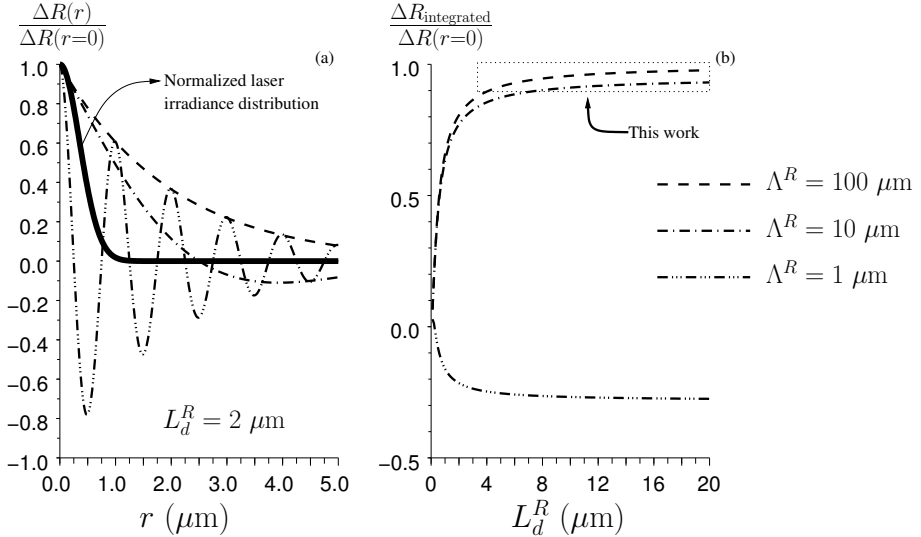 ΔR(r)
ΔR(r=0)
(a)
1.0
0.8
0.6
0.4
0.2
0.0
−0.2
−0.4
−0.6
−0.8
−1.0
Normalized laser
irradiance distribution
L_d^R = 2 μm
0.0 1.0 2.0 3.0 4.0 5.0
r (μm)
ΔR_integrated
ΔR(r=0)
(b)
1.0
0.5
0.0
−0.5
This work
0 4 8 12 16 20
L_d^R (μm)
Λ^R = 100 μm
Λ^R = 10 μm
Λ^R = 1 μm